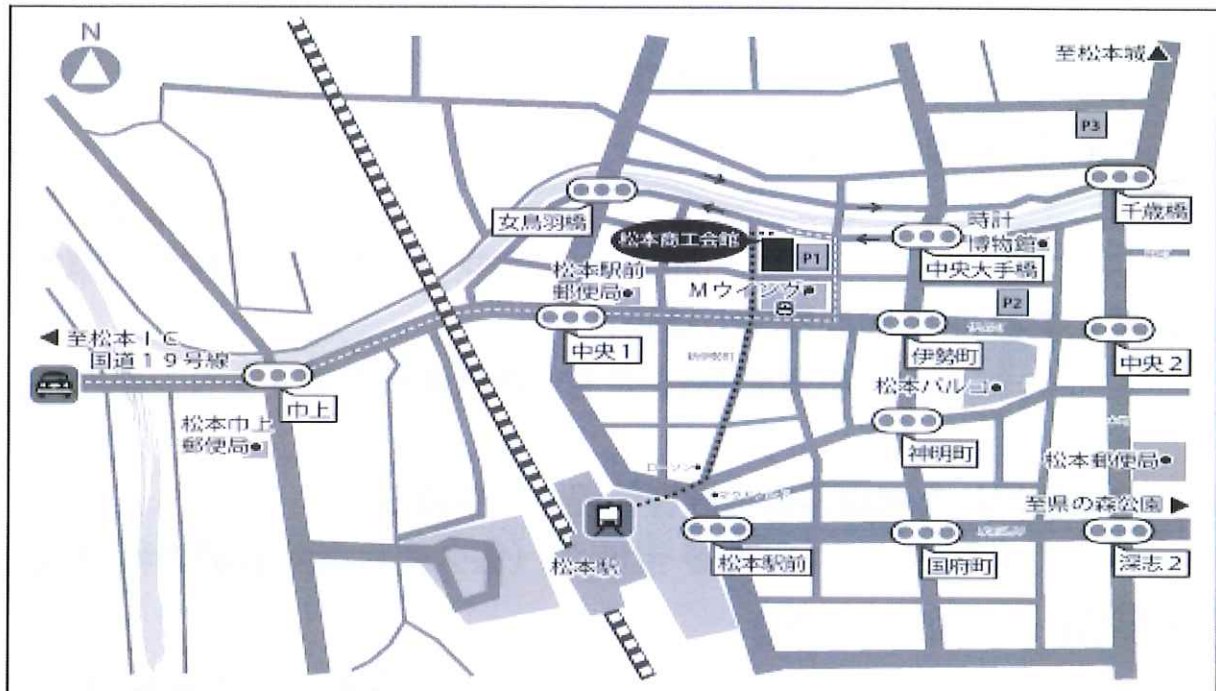 N
至松本城▲
P3
女鳥羽橋
千歳橋
時計
博物館
松本商工会館
P1
中央大手橋
松本駅前
郵便局
Mウイング
P2
◀至松本IC
国道19号線
中央1
伊勢町
中央2
巾上
松本パルコ
松本巾上
郵便局
神明町
松本郵便局
ローソン
至県の森公園▶
松本駅
松本駅前
国府町
深志2